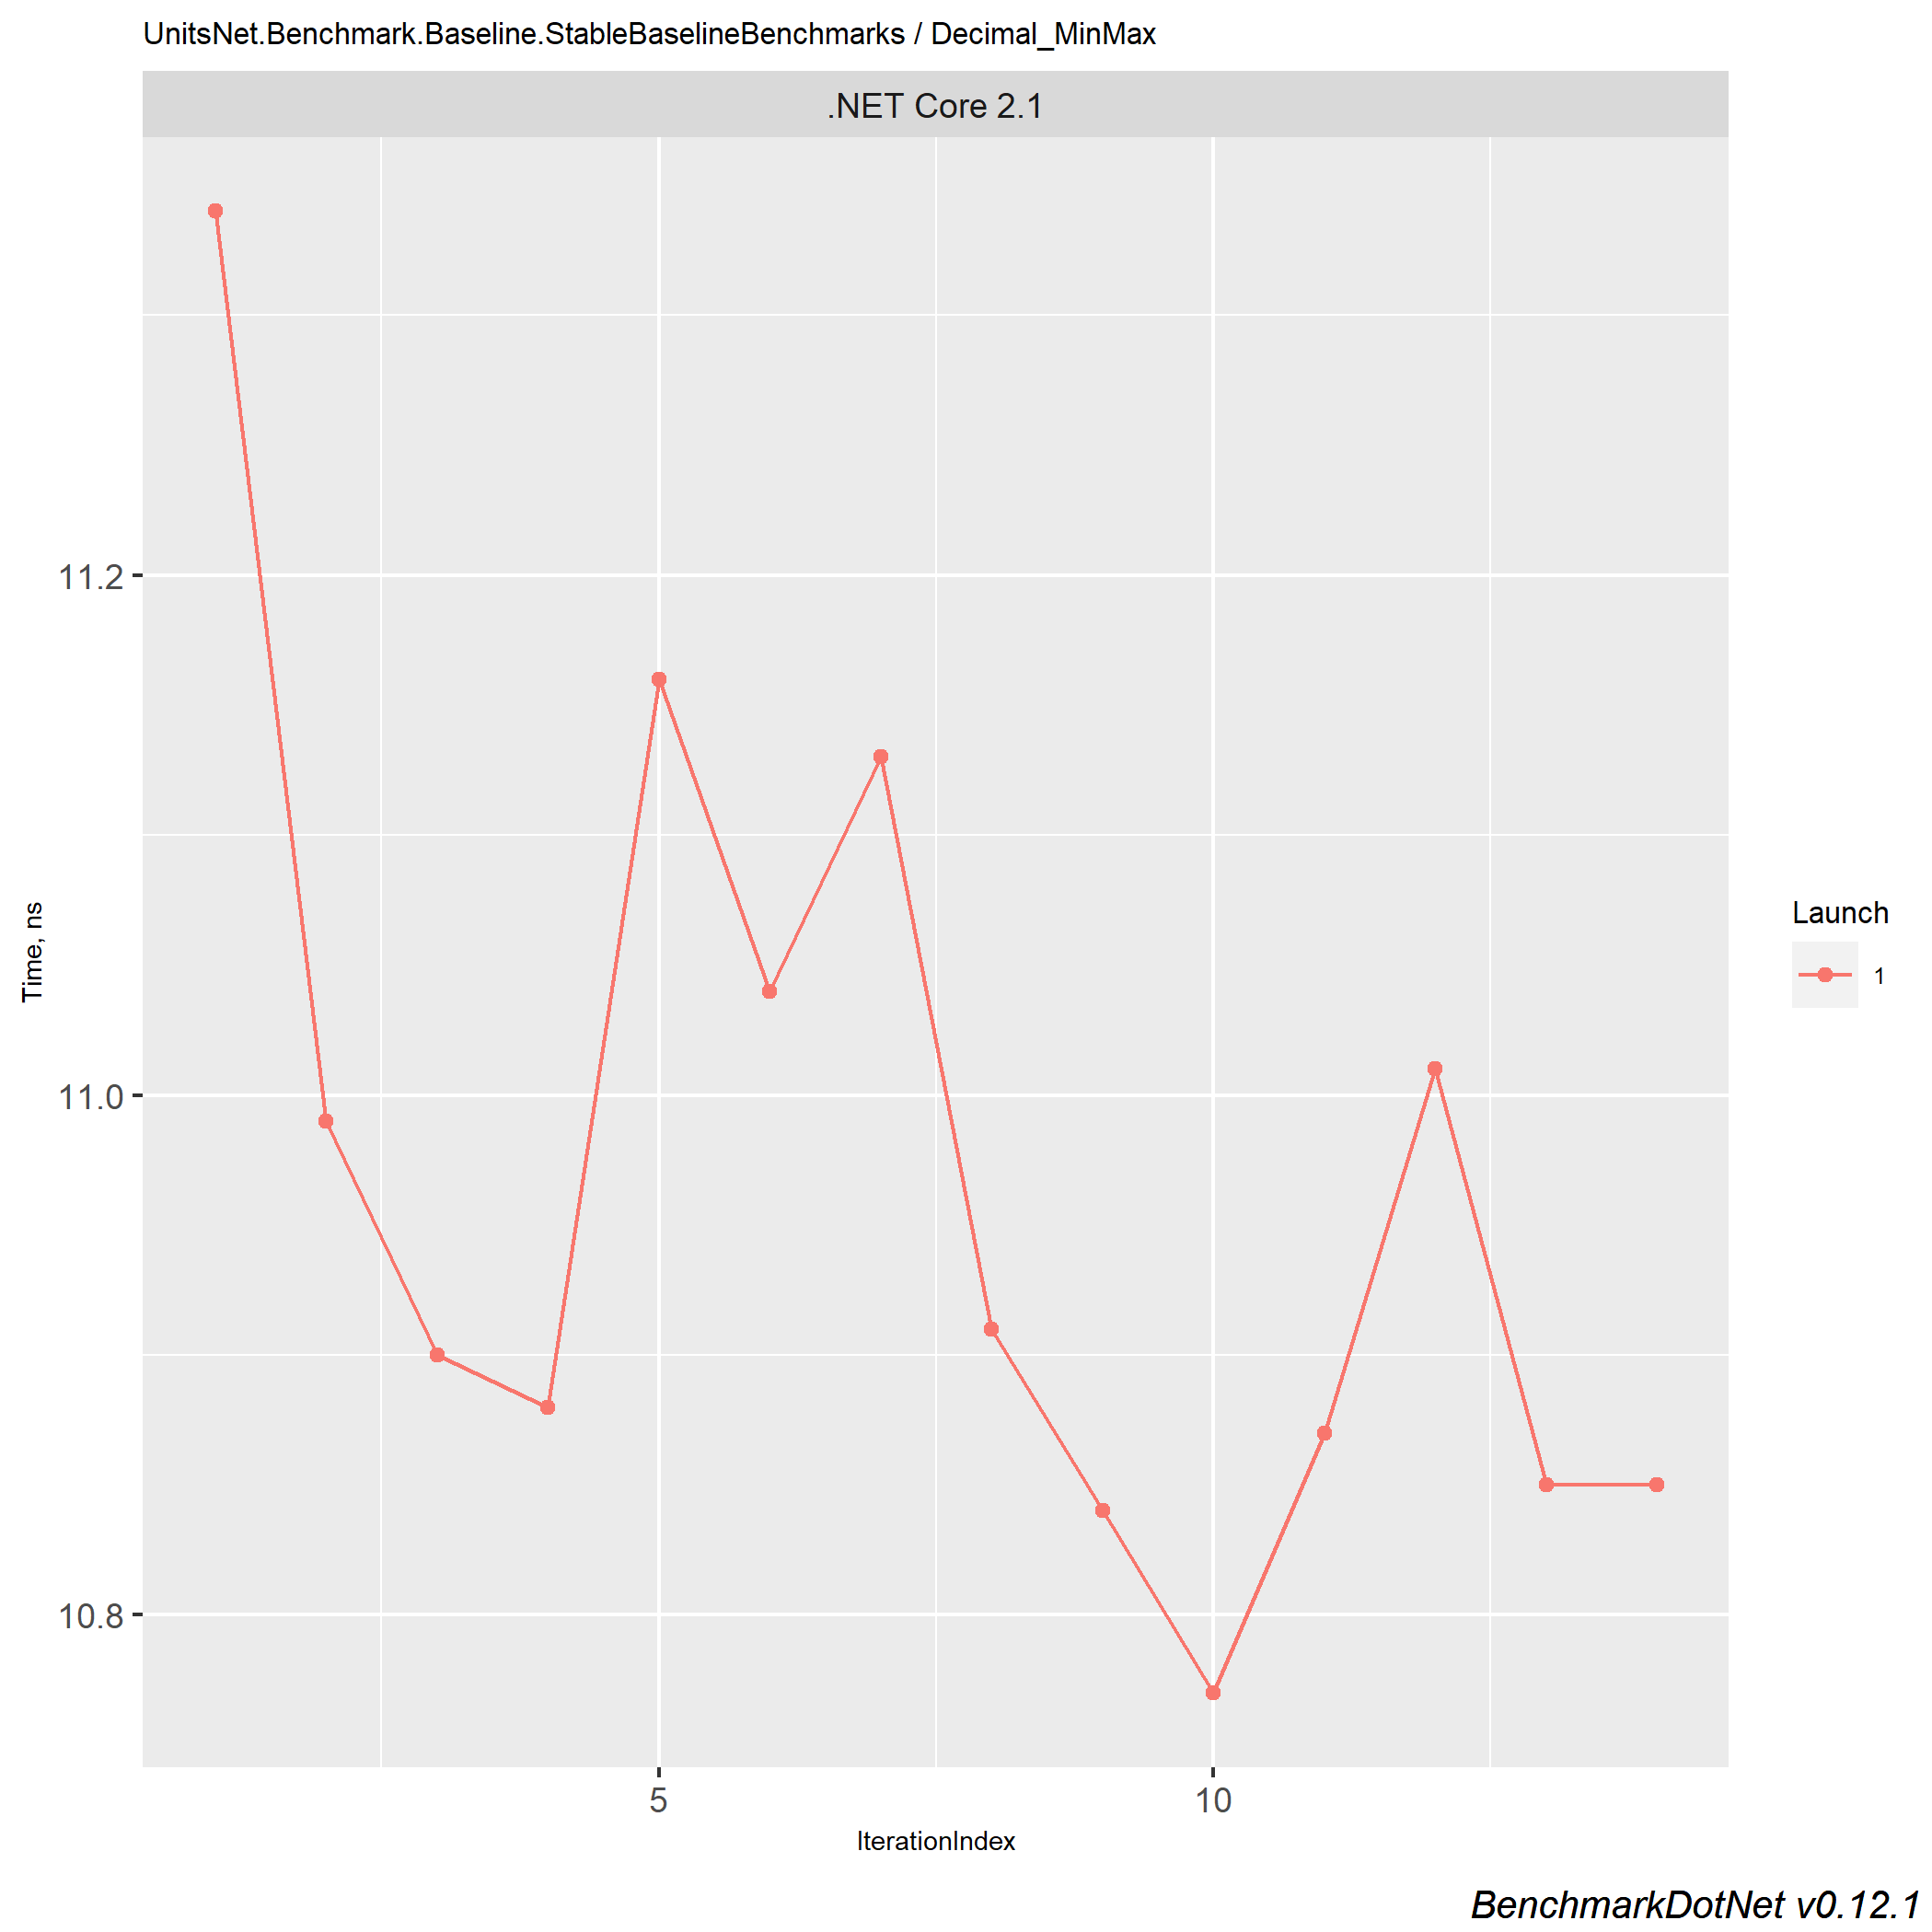 UnitsNet.Benchmark.Baseline.StableBaselineBenchmarks / Decimal_MinMax
.NET Core 2.1
11.2
11.0
10.8
Time, ns
5
10
IterationIndex
Launch
1
BenchmarkDotNet v0.12.1